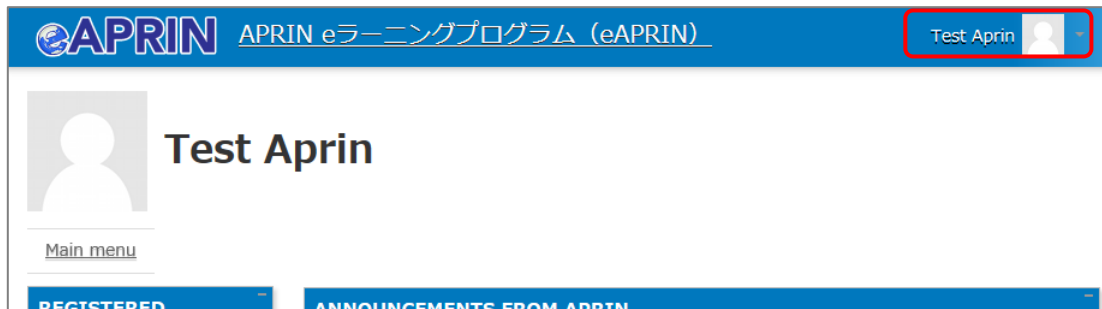 eAPRIN APRIN eラーニングプログラム（eAPRIN） Test Aprin
Test Aprin
Main menu
REGISTERED
ANNOUNCEMENTS FROM APRIN